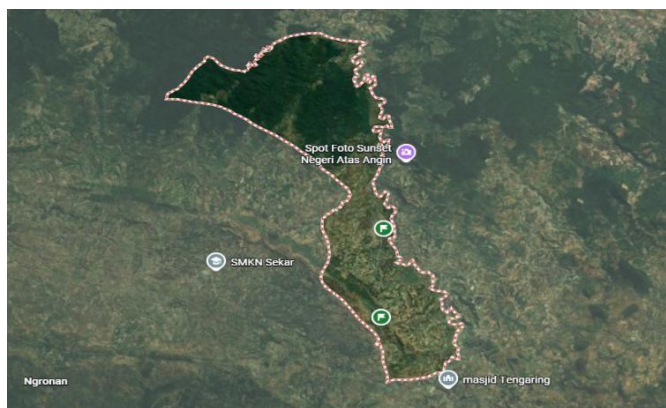 Spot Foto Sunset
Negeri Atas Angin
SMKN Sekar
Ngronan
masjid Tengaring